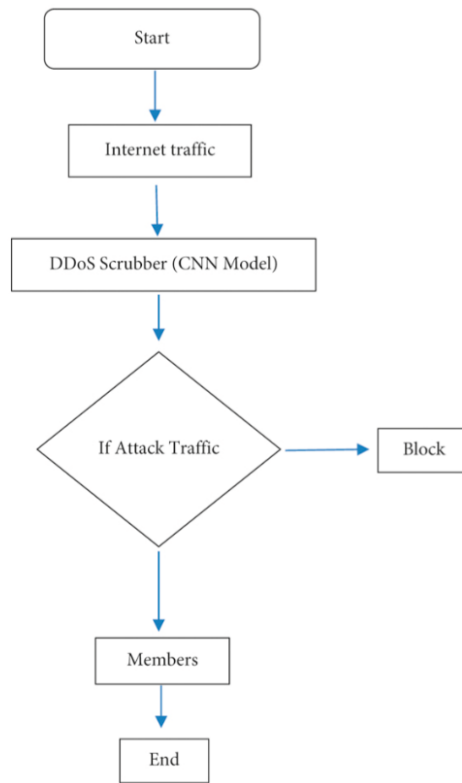 Start
Internet traffic
DDoS Scrubber (CNN Model)
If Attack Traffic
Block
Members
End